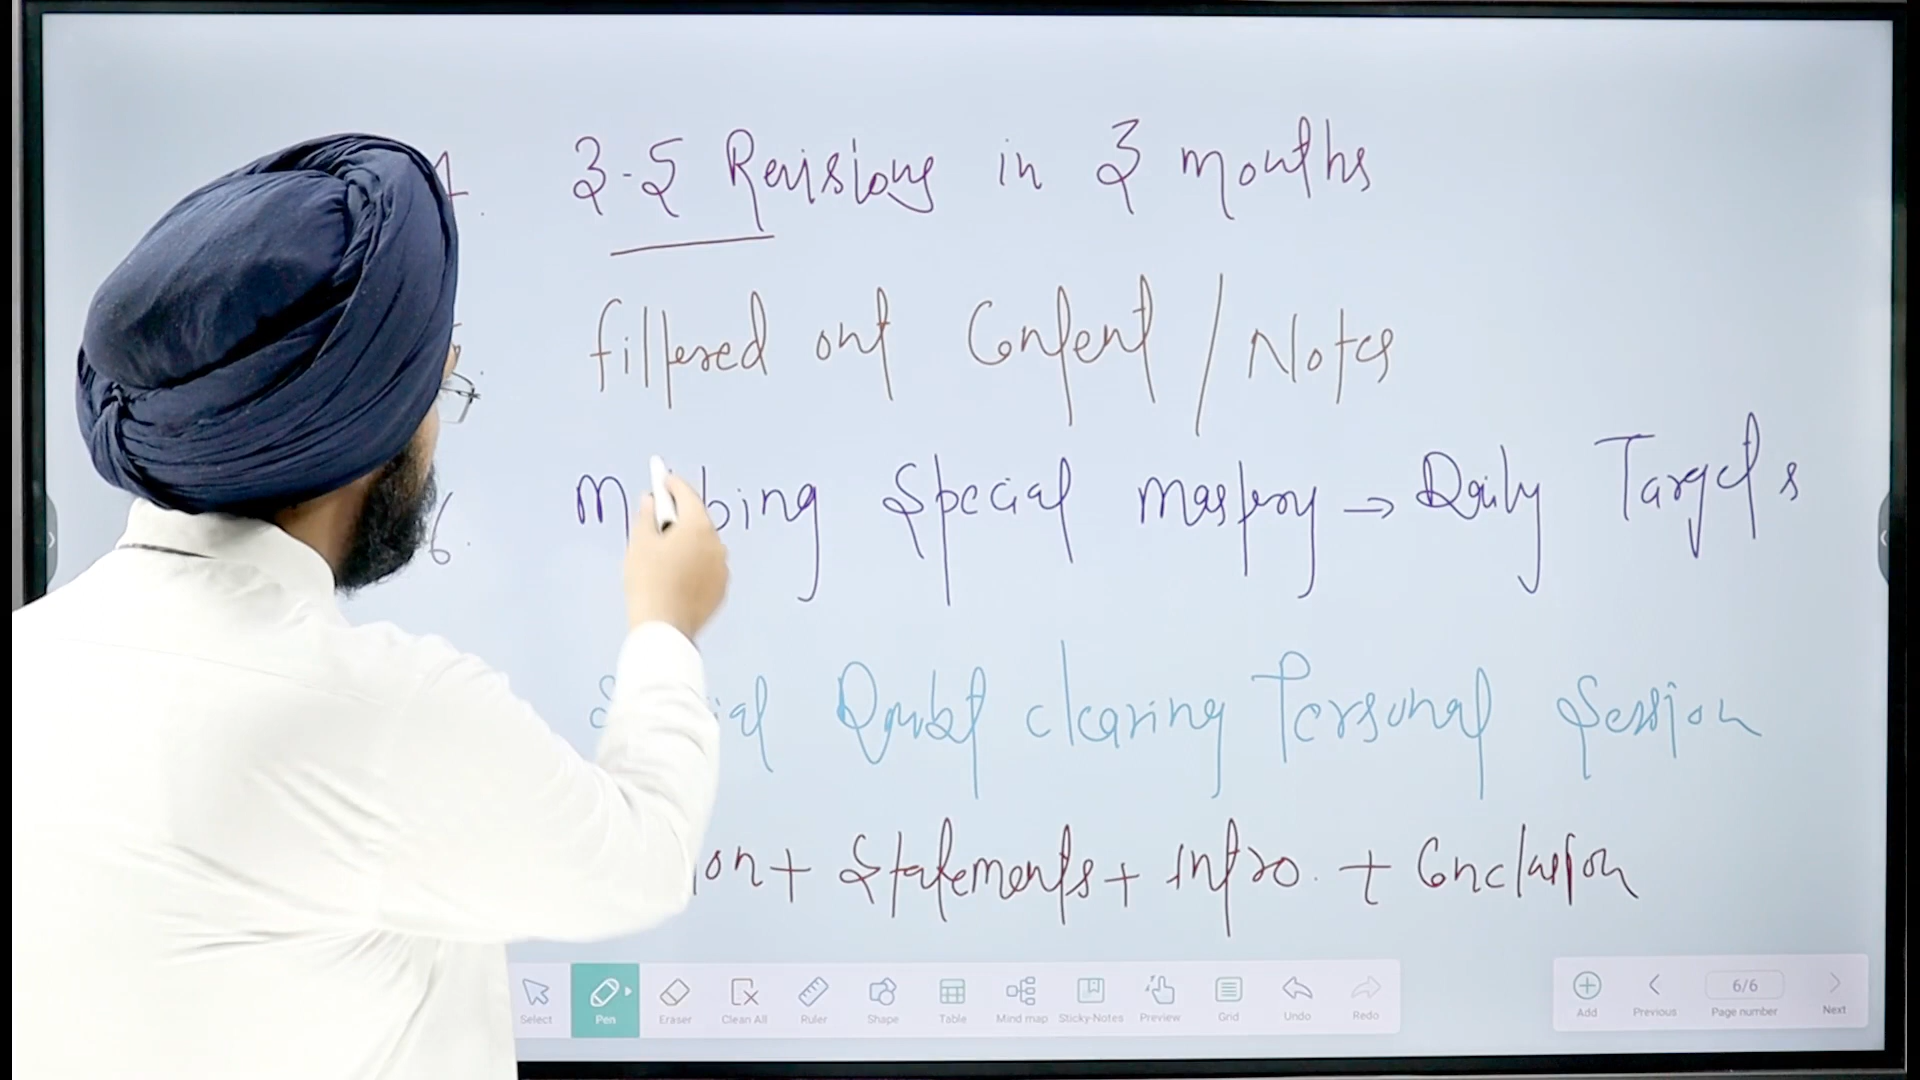 4. 3-5 Revisions in 3 months
filtered out Content / Notes
6. Special Mastery → Daily Targets
Doubt clearing Personal Session
+ Statements + intro. + Conclusion
Select Pen Eraser Clean All Ruler Shape Table Mind map Sticky-Notes Preview Grid Undo Redo
Add Previous 6/6 Page number Next